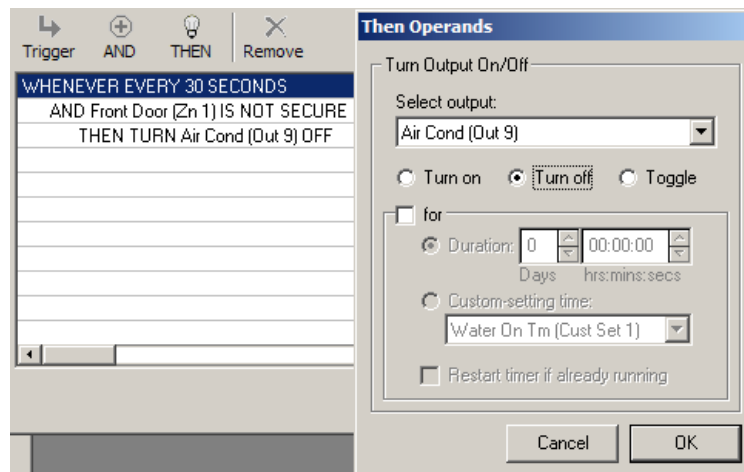 Trigger AND THEN Remove
WHENEVER EVERY 30 SECONDS
AND Front Door (Zn 1) IS NOT SECURE
THEN TURN Air Cond (Out 9) OFF
Then Operands
Turn Output On/Off
Select output:
Air Cond (Out 9)
Turn on Turn off Toggle
for
Duration: 0 00:00:00
Days hrs:mins:secs
Custom-setting time:
Water On Tm (Cust Set 1)
Restart timer if already running
Cancel OK